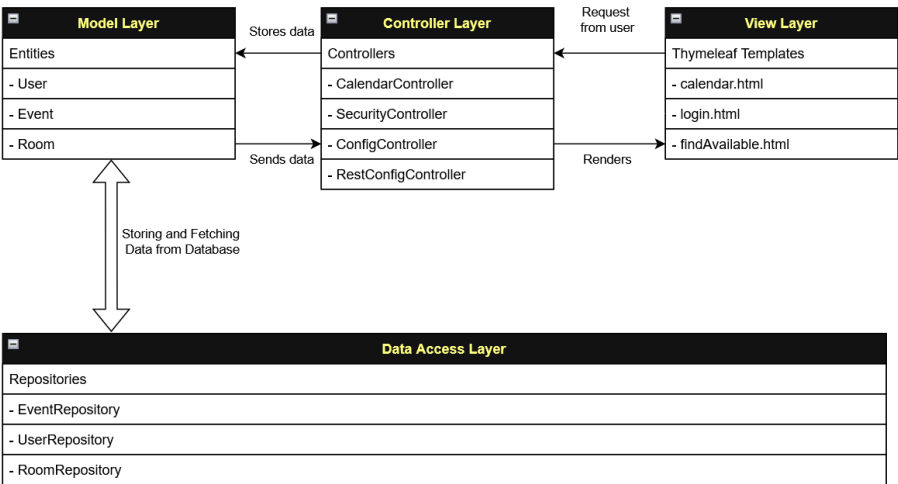 Model Layer
Entities
- User
- Event
- Room
Stores data
Sends data
Controller Layer
Controllers
- CalendarController
- SecurityController
- ConfigController
- RestConfigController
Request
from user
Renders
View Layer
Thymeleaf Templates
- calendar.html
- login.html
- findAvailable.html
Storing and Fetching
Data from Database
Data Access Layer
Repositories
- EventRepository
- UserRepository
- RoomRepository